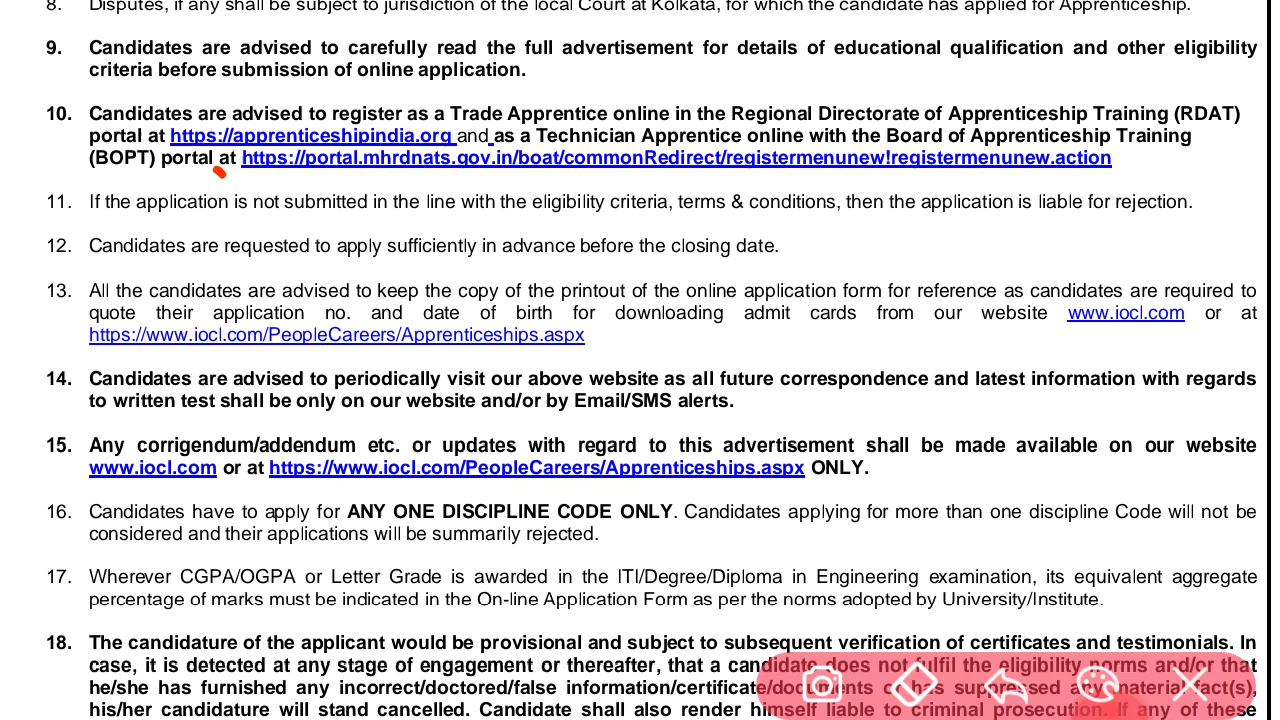 8. Disputes, if any shall be subject to jurisdiction of the local Court at Kolkata, for which the candidate has applied for Apprenticeship.
9. Candidates are advised to carefully read the full advertisement for details of educational qualification and other eligibility
criteria before submission of online application.
10. Candidates are advised to register as a Trade Apprentice online in the Regional Directorate of Apprenticeship Training (RDAT)
portal at https://apprenticeshipindia.org and as a Technician Apprentice online with the Board of Apprenticeship Training
(BOPT) portal at https://portal.mhrdnats.gov.in/boat/commonRedirect/registermenunew!registermenunew.action
11. If the application is not submitted in the line with the eligibility criteria, terms & conditions, then the application is liable for rejection.
12. Candidates are requested to apply sufficiently in advance before the closing date.
13. All the candidates are advised to keep the copy of the printout of the online application form for reference as candidates are required to
quote their application no. and date of birth for downloading admit cards from our website www.iocl.com or at
https://www.iocl.com/PeopleCareers/Apprenticeships.aspx
14. Candidates are advised to periodically visit our above website as all future correspondence and latest information with regards
to written test shall be only on our website and/or by Email/SMS alerts.
15. Any corrigendum/addendum etc. or updates with regard to this advertisement shall be made available on our website
www.iocl.com or at https://www.iocl.com/PeopleCareers/Apprenticeships.aspx ONLY.
16. Candidates have to apply for ANY ONE DISCIPLINE CODE ONLY. Candidates applying for more than one discipline Code will not be
considered and their applications will be summarily rejected.
17. Wherever CGPA/OGPA or Letter Grade is awarded in the ITI/Degree/Diploma in Engineering examination, its equivalent aggregate
percentage of marks must be indicated in the On-line Application Form as per the norms adopted by University/Institute.
18. The candidature of the applicant would be provisional and subject to subsequent verification of certificates and testimonials. In
case, it is detected at any stage of engagement or thereafter, that a candidate does not fulfil the eligibility norms and/or that
he/she has furnished any incorrect/doctored/false information/certificate/documents or has suppressed any material fact(s),
his/her candidature will stand cancelled. Candidate shall also render himself liable to criminal prosecution. If any of these